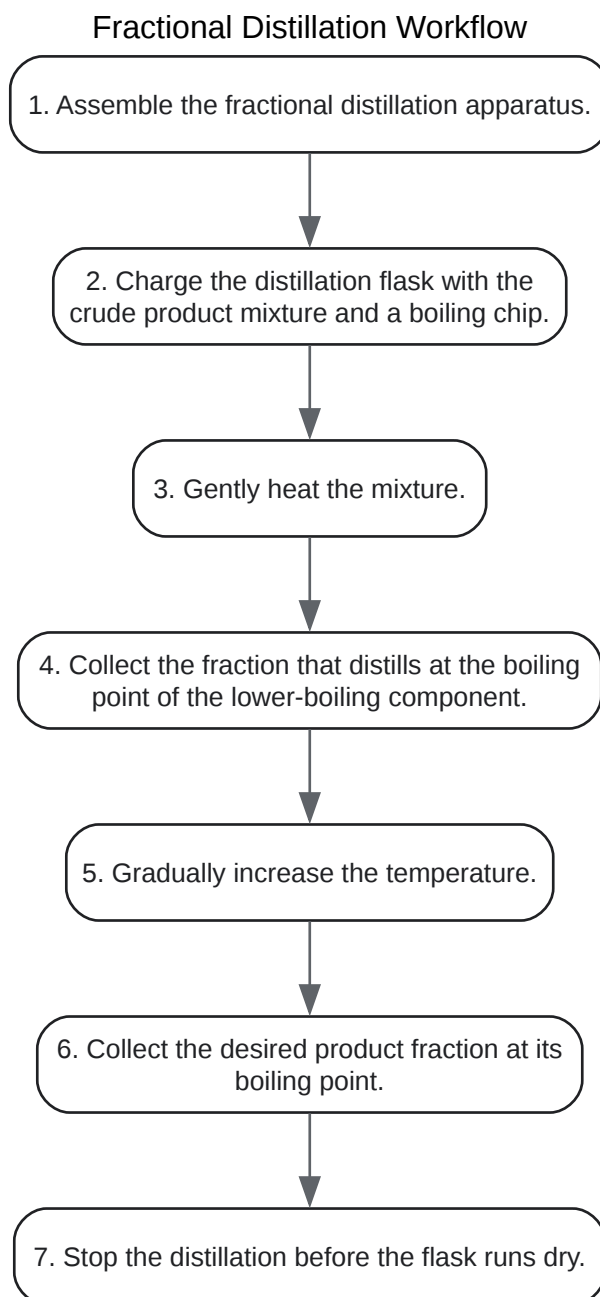 Fractional Distillation Workflow
1. Assemble the fractional distillation apparatus.
2. Charge the distillation flask with the
crude product mixture and a boiling chip.
3. Gently heat the mixture.
4. Collect the fraction that distills at the boiling
point of the lower-boiling component.
5. Gradually increase the temperature.
6. Collect the desired product fraction at its
boiling point.
7. Stop the distillation before the flask runs dry.